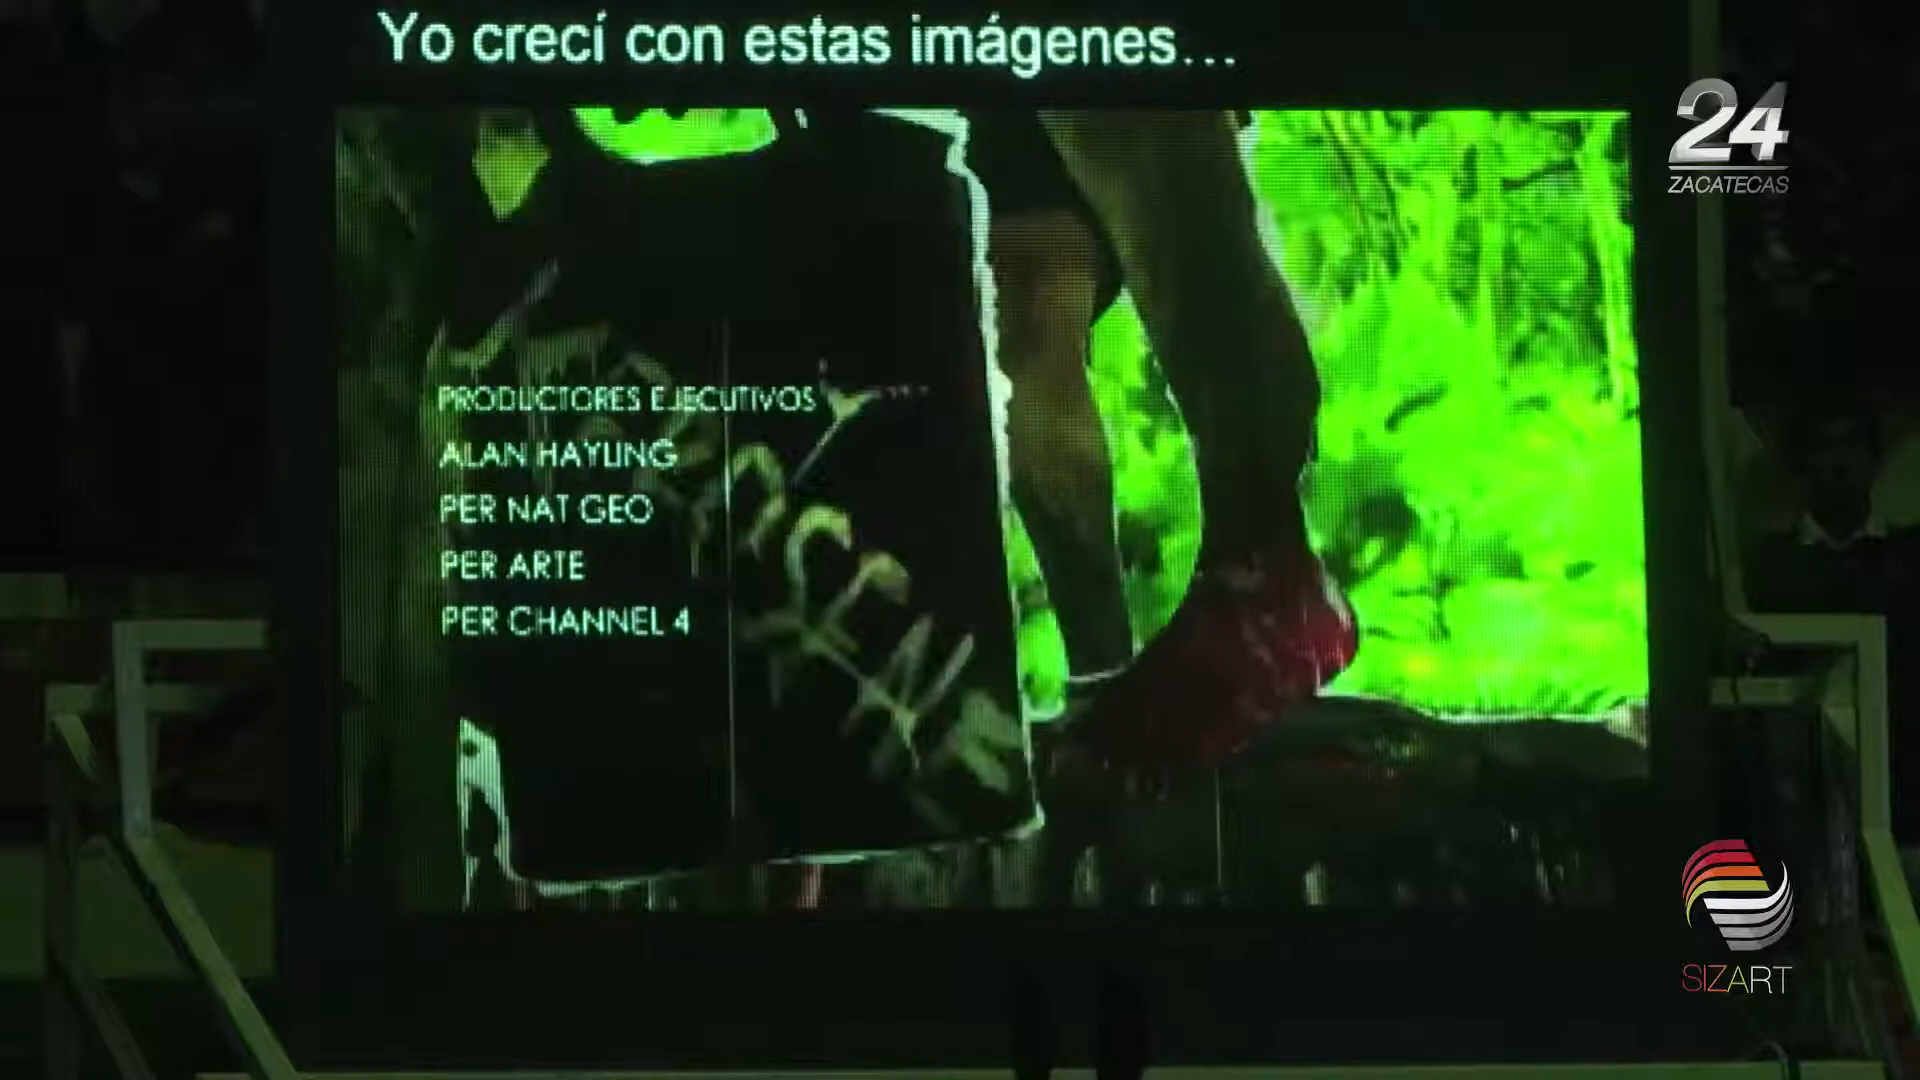 Yo crecí con estas imágenes...
24
ZACATECAS
PRODUCTORES EJECUTIVOS
ALAN HAYLING
PER NAT GEO
PER ARTE
PER CHANNEL 4
SIZART